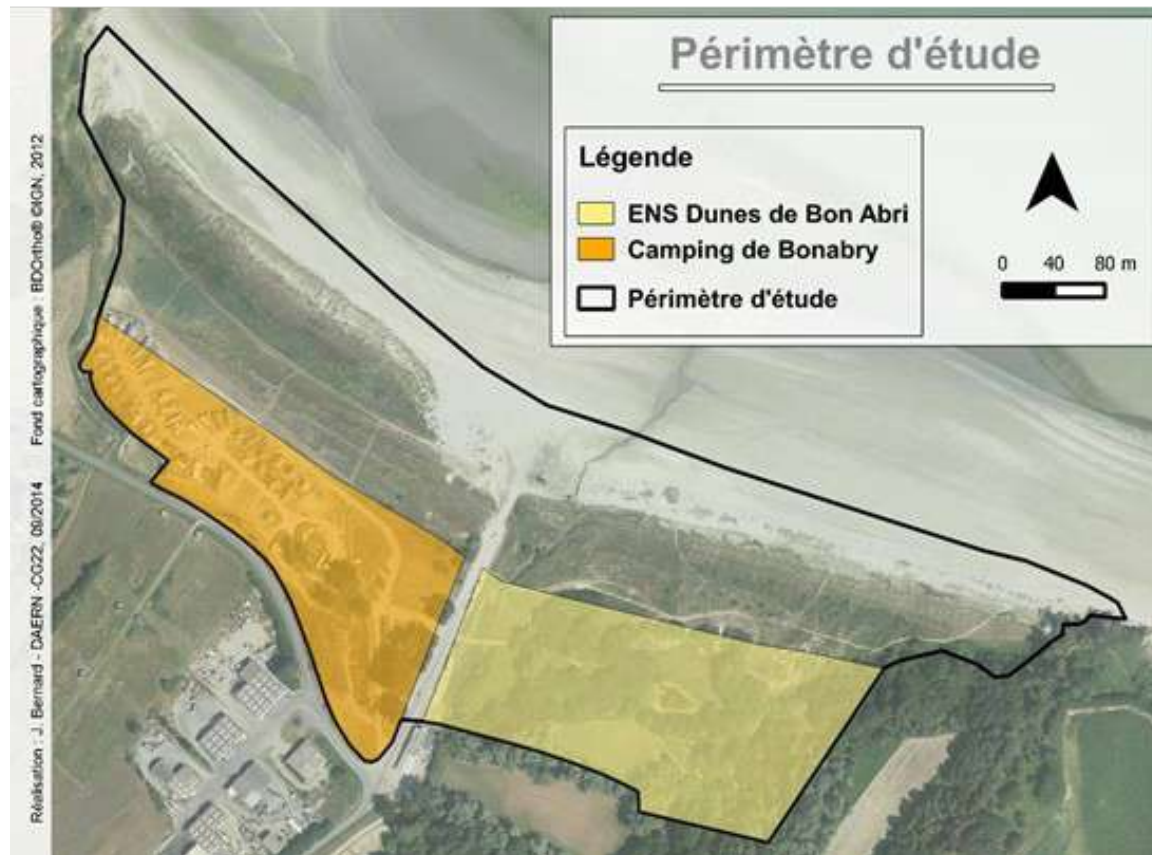 Périmètre d'étude
Légende
ENS Dunes de Bon Abri
Camping de Bonabry
Périmètre d'étude
0 40 80 m
Réalisation : J. Bernard - DAERN -CG22, 09/2014 Fond cartographique : BDOrtho® ©IGN, 2012